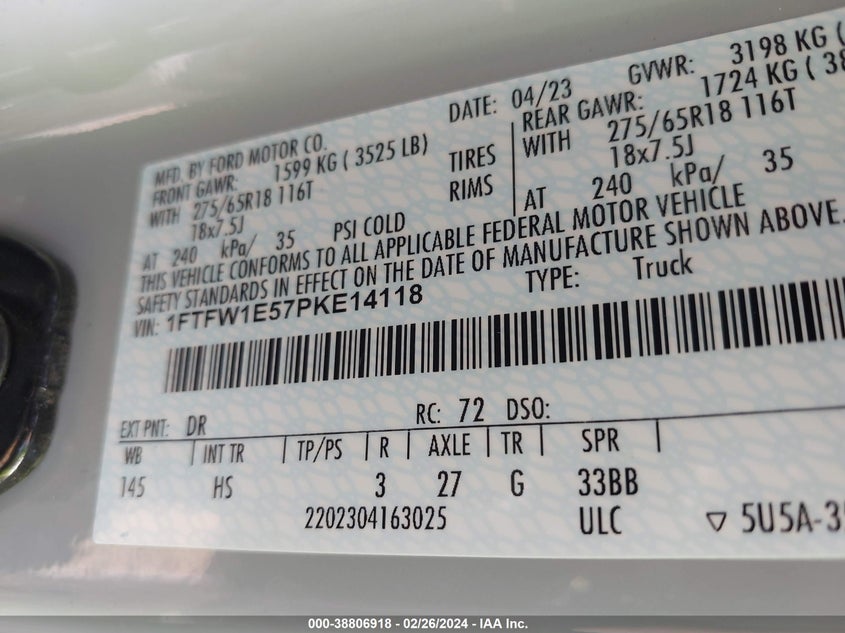 MFD. BY FORD MOTOR CO.
DATE: 04/23 GVWR: 3198 KG (
FRONT GAWR: 1599 KG ( 3525 LB)
REAR GAWR: 1724 KG ( 38
WITH 275/65R18 116T TIRES
WITH 275/65R18 116T
18x7.5J RIMS
18x7.5J
AT 240 kPa/ 35 PSI COLD
AT 240 kPa/ 35
THIS VEHICLE CONFORMS TO ALL APPLICABLE FEDERAL MOTOR VEHICLE
SAFETY STANDARDS IN EFFECT ON THE DATE OF MANUFACTURE SHOWN ABOVE.
VIN: 1FTFW1E57PKE14118 TYPE: Truck
EXT PNT: DR RC: 72 DSO:
WB | INT TR | TP/PS | R | AXLE | TR | SPR |
145 HS 3 27 G 33BB
2202304163025 ULC ▽ 5U5A-3
000-38806918 - 02/26/2024 - IAA Inc.